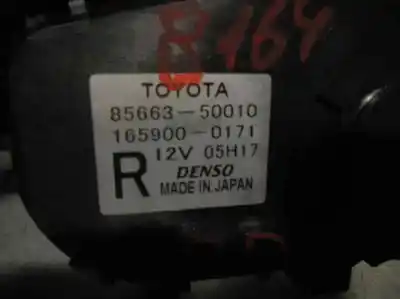 8164
TOYOTA
85663-50010
165900-0171
12V 05H17
R DENSO
MADE IN JAPAN